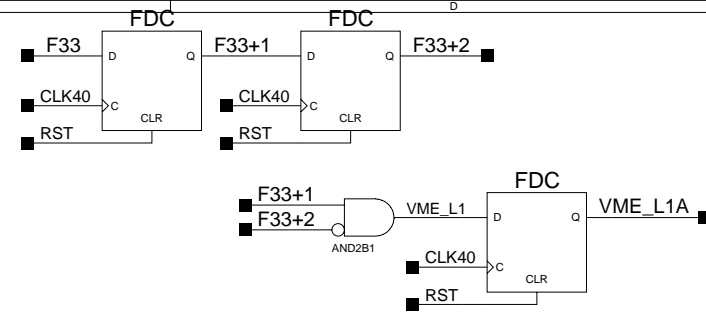 D
FDC FDC
F33 D Q F33+1 D Q F33+2
CLK40 C CLK40 C
CLR CLR
RST RST
FDC
F33+1 VME_L1 D Q VME_L1A
F33+2
AND2B1
CLK40 C
CLR
RST